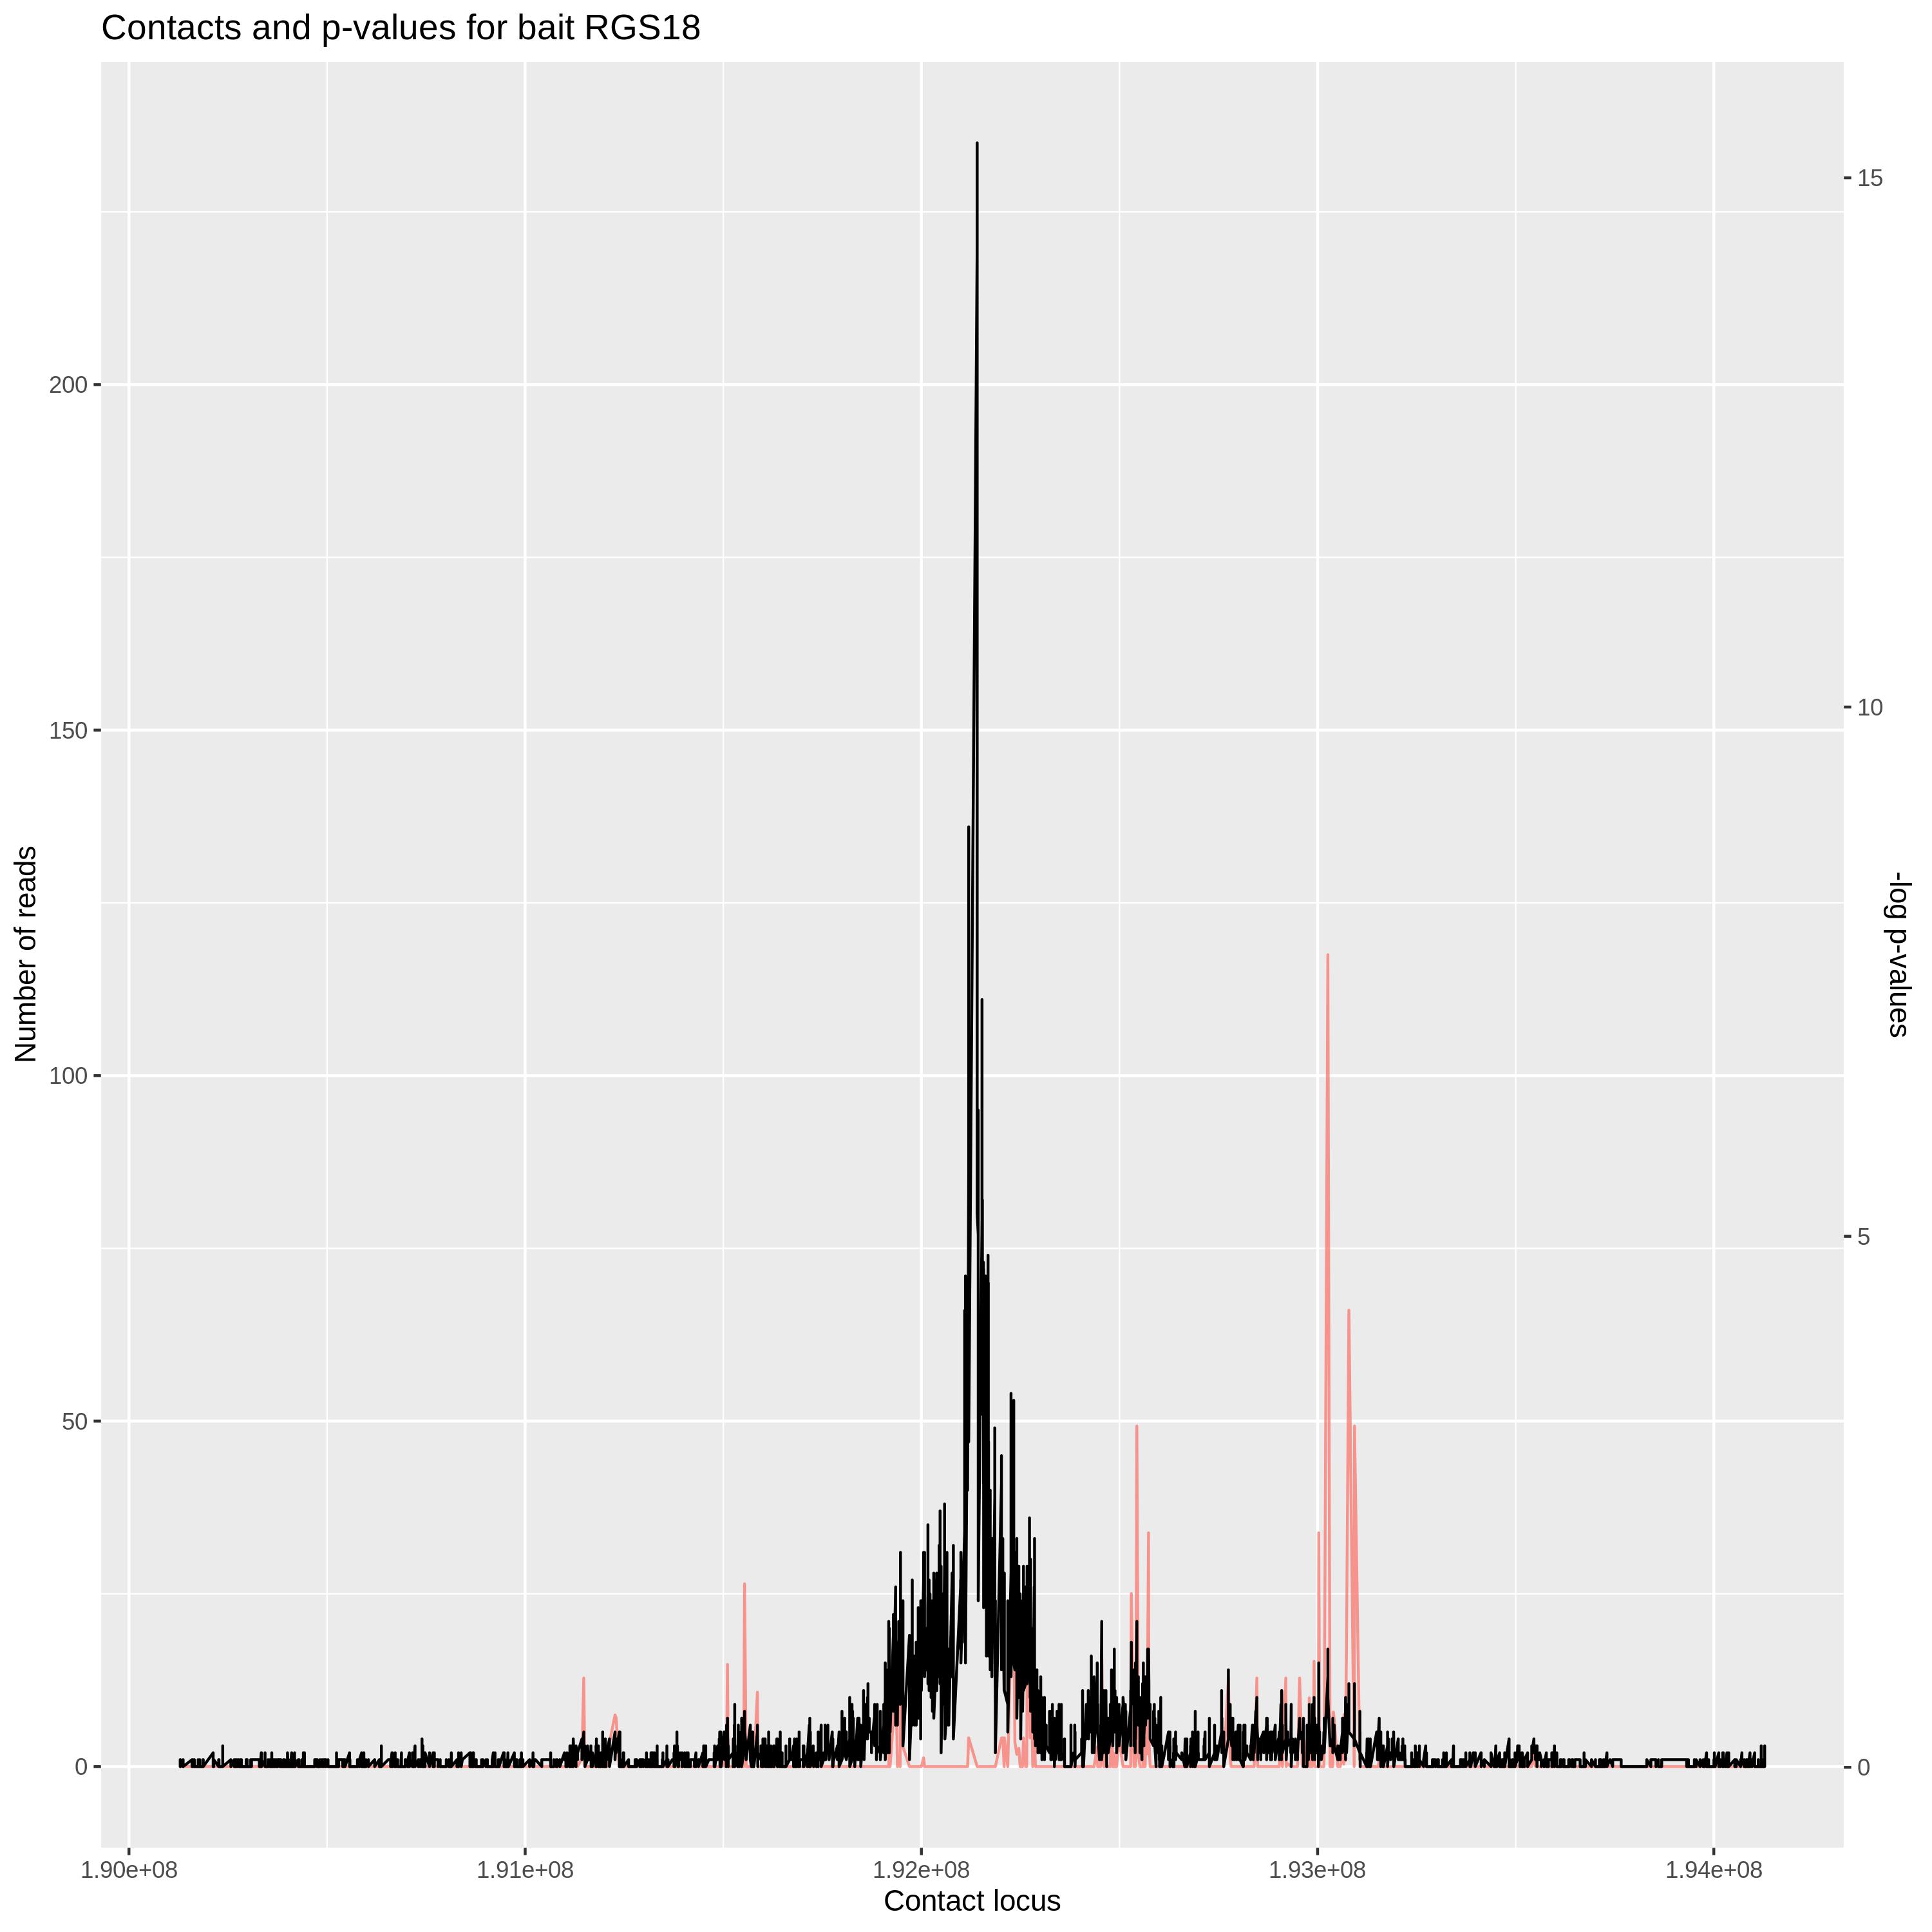 Contacts and p-values for bait RGS18
Number of reads
200
150
100
50
0
15
10
5
0
-log p-values
1.90e+08
1.91e+08
1.92e+08
1.93e+08
1.94e+08
Contact locus